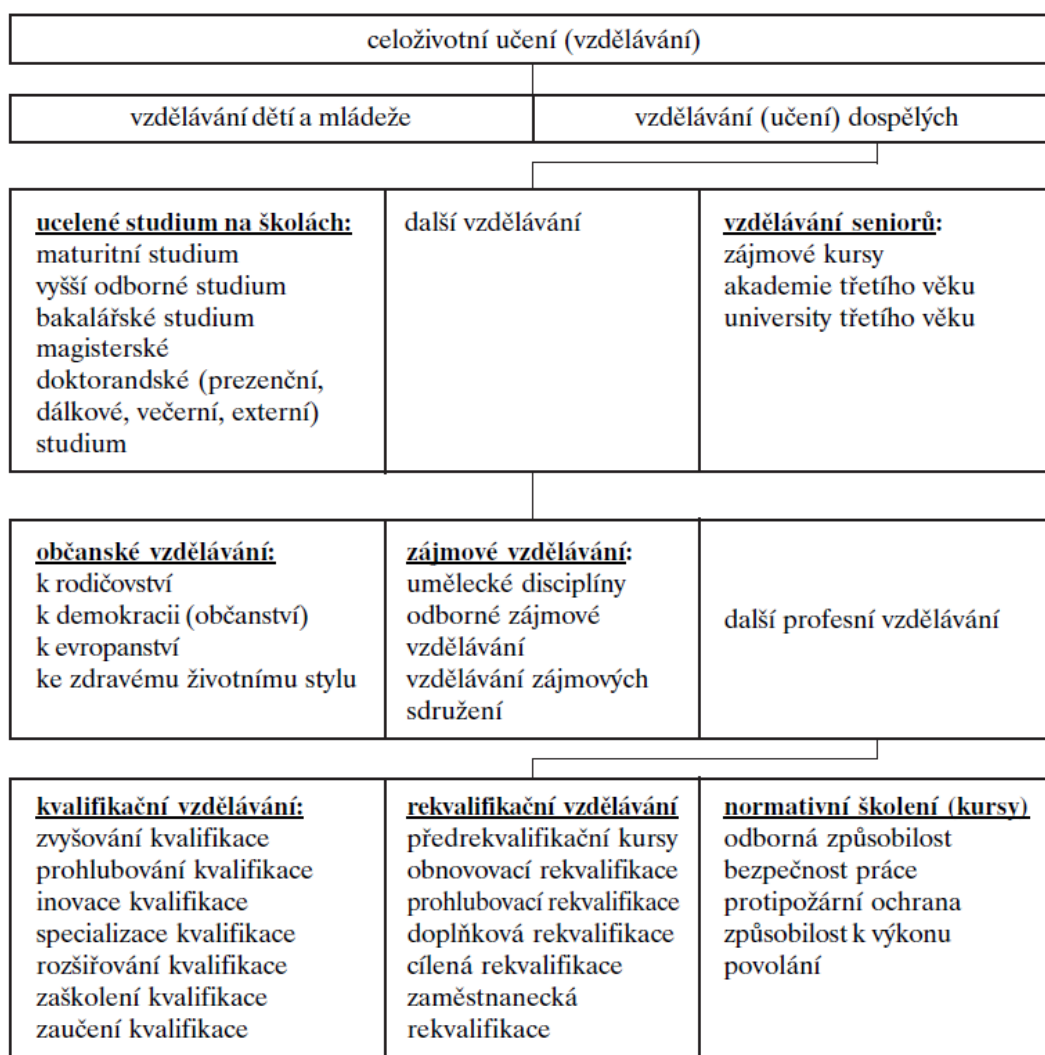 celoživotní učení (vzdělávání)
vzdělávání dětí a mládeže
vzdělávání (učení) dospělých
ucelené studium na školách:
maturitní studium
vyšší odborné studium
bakalářské studium
magisterské
doktorandské (prezenční,
dálkové, večerní, externí)
studium
další vzdělávání
vzdělávání seniorů:
zájmové kursy
akademie třetího věku
university třetího věku
občanské vzdělávání:
k rodičovství
k demokracii (občanství)
k evropanství
ke zdravému životnímu stylu
zájmové vzdělávání:
umělecké disciplíny
odborné zájmové
vzdělávání
vzdělávání zájmových
sdružení
další profesní vzdělávání
kvalifikační vzdělávání:
zvyšování kvalifikace
prohlubování kvalifikace
inovace kvalifikace
specializace kvalifikace
rozšiřování kvalifikace
zaškolení kvalifikace
zaučení kvalifikace
rekvalifikační vzdělávání
předrekvalifikační kursy
obnovovací rekvalifikace
prohlubovací rekvalifikace
doplňková rekvalifikace
cílená rekvalifikace
zaměstnanecká
rekvalifikace
normativní školení (kursy)
odborná způsobilost
bezpečnost práce
protipožární ochrana
způsobilost k výkonu
povolání